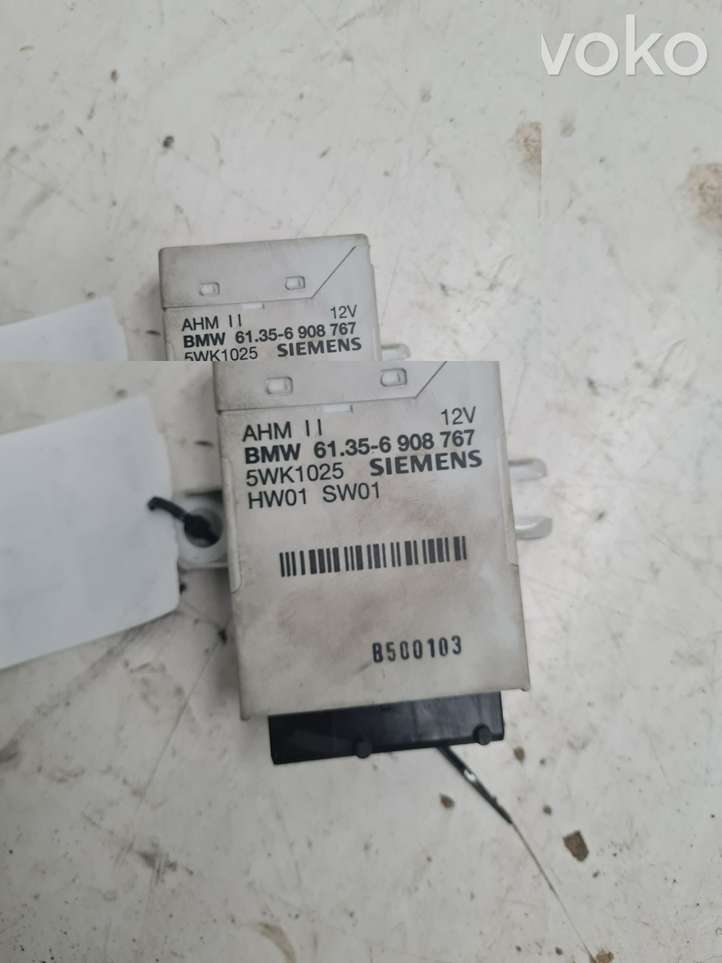 voko
AHM II 12V
BMW 61.35-6 908 767
5WK1025 SIEMENS
AHM II 12V
BMW 61.35-6 908 767
5WK1025 SIEMENS
HW01 SW01
8500103